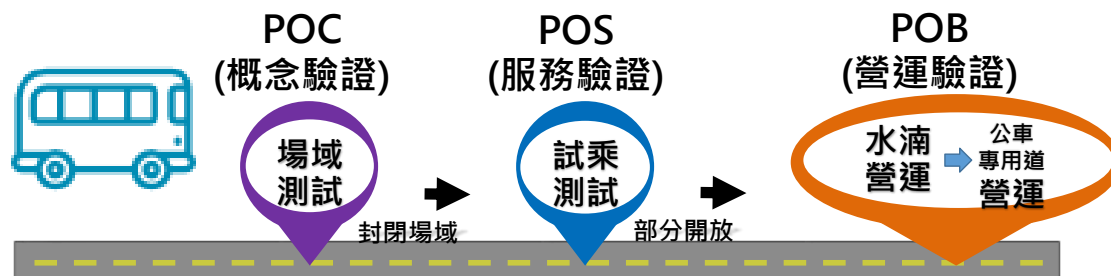 POC
(概念驗證)
場域
測試
封閉場域
POS
(服務驗證)
試乘
測試
部分開放
POB
(營運驗證)
水湳
營運
公車
專用道
營運